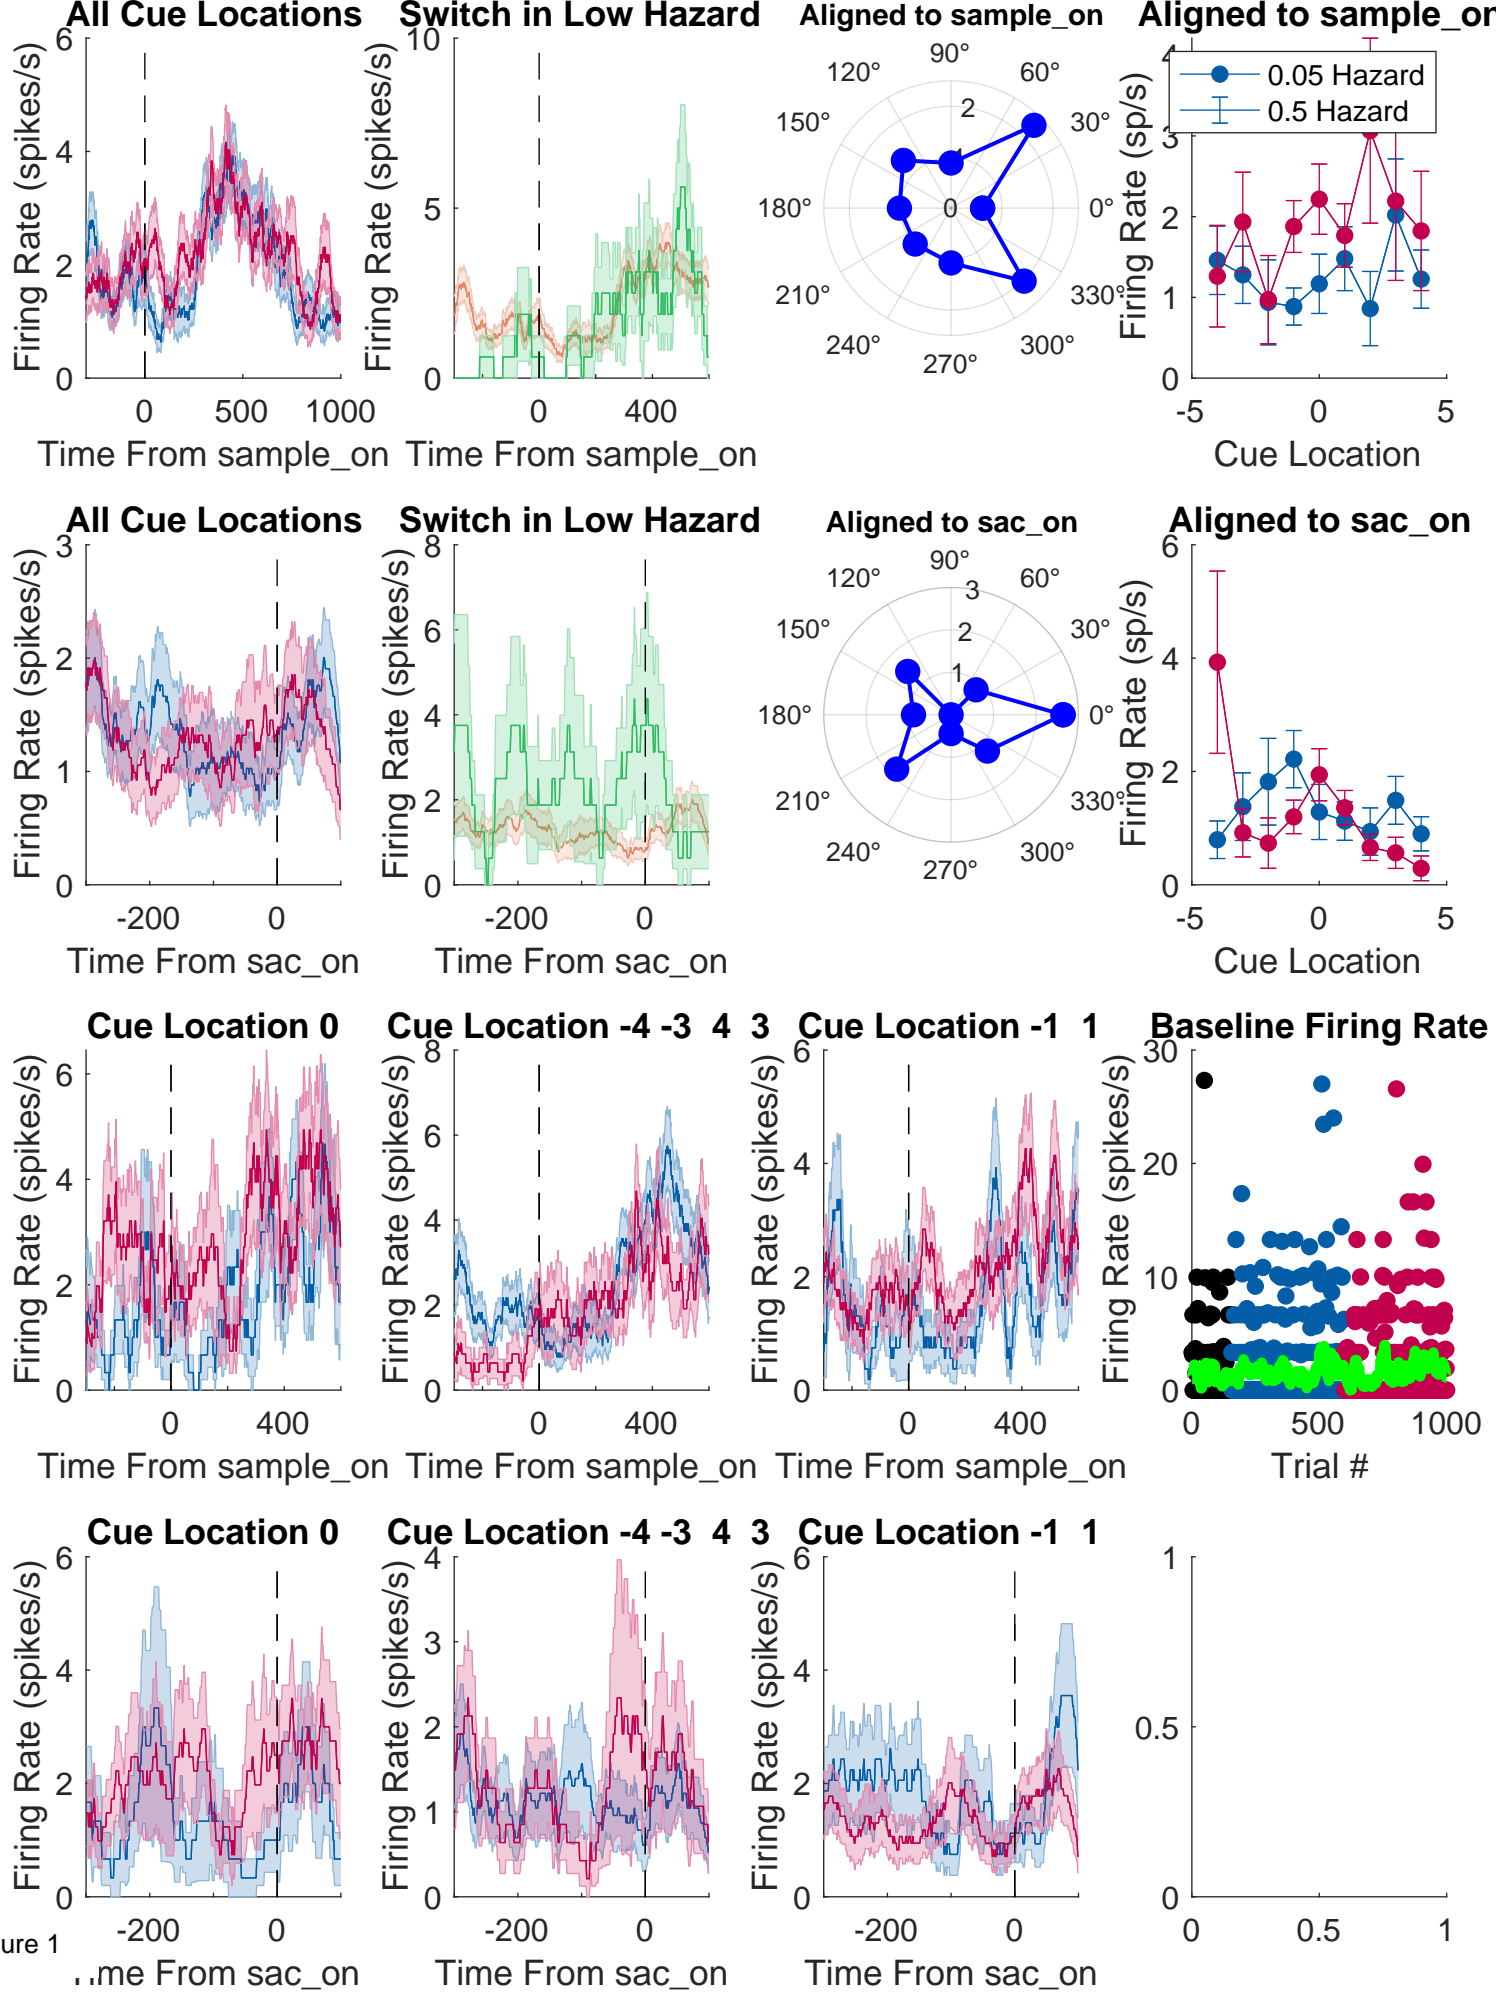 All Cue Locations
Firing Rate (spikes/s)
6
4
2
0
0 500 1000
Time From sample_on
Switch in Low Hazard
Firing Rate (spikes/s)
10
5
0
0 400
Time From sample_on
Aligned to sample_on
90°
120° 60°
150° 30°
180° 0°
210° 330°
240° 300°
270°
2
0
Aligned to sample_on
Firing Rate (sp/s)
4
3
2
1
0
0.05 Hazard
0.5 Hazard
-5 0 5
Cue Location
All Cue Locations
Firing Rate (spikes/s)
3
2
1
0
-200 0
Time From sac_on
Switch in Low Hazard
Firing Rate (spikes/s)
8
6
4
2
0
-200 0
Time From sac_on
Aligned to sac_on
90°
120° 60°
150° 30°
180° 0°
210° 330°
240° 300°
270°
3
2
1
Aligned to sac_on
Firing Rate (sp/s)
6
4
2
0
-5 0 5
Cue Location
Cue Location 0
Firing Rate (spikes/s)
6
4
2
0
0 400
Time From sample_on
Cue Location -4 -3 4 3
Firing Rate (spikes/s)
8
6
4
2
0
0 400
Time From sample_on
Cue Location -1 1
Firing Rate (spikes/s)
6
4
2
0
0 400
Time From sample_on
Baseline Firing Rate
Firing Rate (spikes/s)
30
20
10
0
0 500 1000
Trial #
Cue Location 0
Firing Rate (spikes/s)
6
4
2
0
-200 0
Time From sac_on
Cue Location -4 -3 4 3
Firing Rate (spikes/s)
4
3
2
1
0
-200 0
Time From sac_on
Cue Location -1 1
Firing Rate (spikes/s)
6
4
2
0
-200 0
Time From sac_on
1
0.5
0
0 0.5 1
ure 1